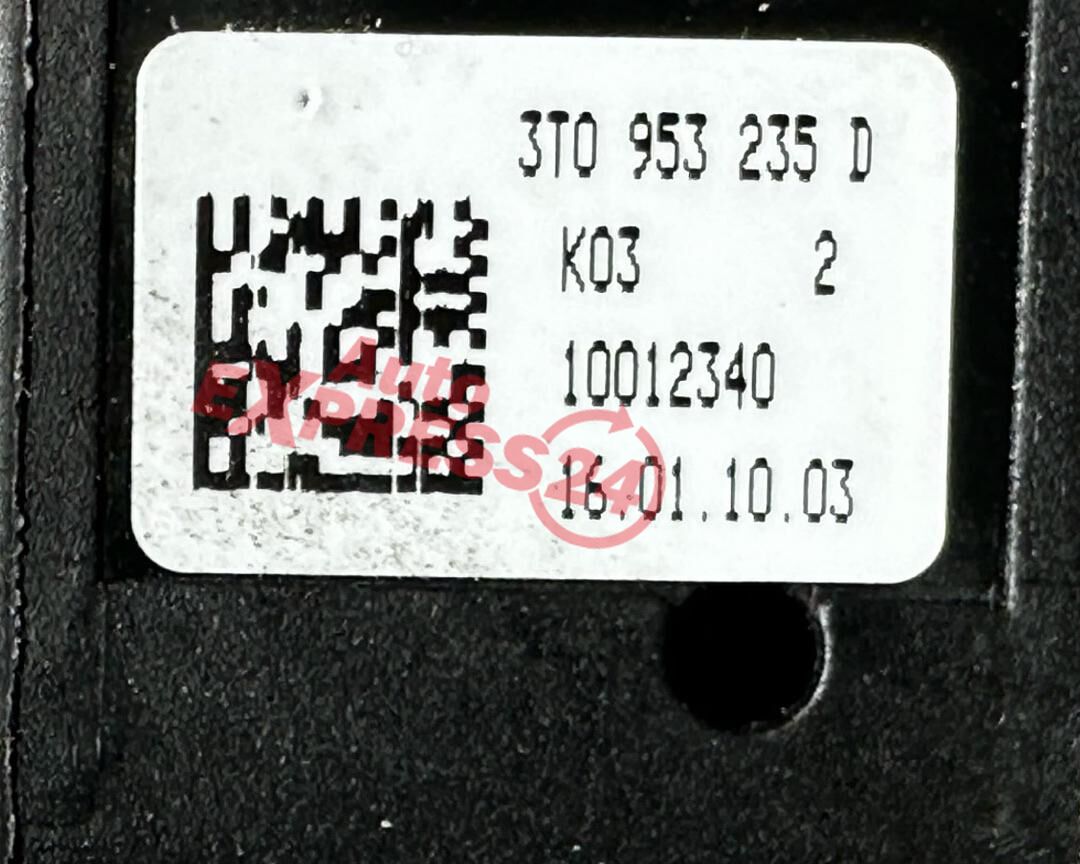 3T0 953 235 D
K03 2
10012340
16.01.10.03
Auto
EXPRESS24